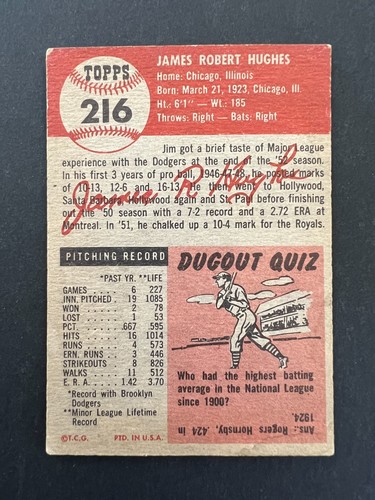 TOPPS
216
JAMES ROBERT HUGHES
Home: Chicago, Illinois
Born: March 21, 1923, Chicago, Ill.
Ht.: 6'1" — Wt.: 185
Throws: Right — Bats: Right
Jim got a brief taste of Major League
experience with the Dodgers at the end of the '52 season.
In his first 3 years of pro ball, '46-'47-'48, he posted marks
of 10-13, 12-6 and 16-13. He then went to Hollywood,
Santa Barbara, Hollywood again and St. Paul before finishing
out the '50 season with a 7-2 record and a 2.72 ERA at
Montreal. In '51, he chalked up a 10-4 mark for the Royals.
James R Hughes
PITCHING RECORD
*PAST YR. **LIFE
GAMES 6 227
INN. PITCHED 19 1085
WON 2 78
LOST 1 53
PCT. .667 .595
HITS 16 1014
RUNS 4 573
ERN. RUNS 3 446
STRIKEOUTS 8 826
WALKS 11 512
E. R. A. 1.42 3.70
*Record with Brooklyn
Dodgers
**Minor League Lifetime
Record
©T.C.G. PTD. IN U.S.A.
DUGOUT QUIZ
Who had the highest batting
average in the National League
since 1900?
Ans.: Rogers Hornsby, .424 in
1924.